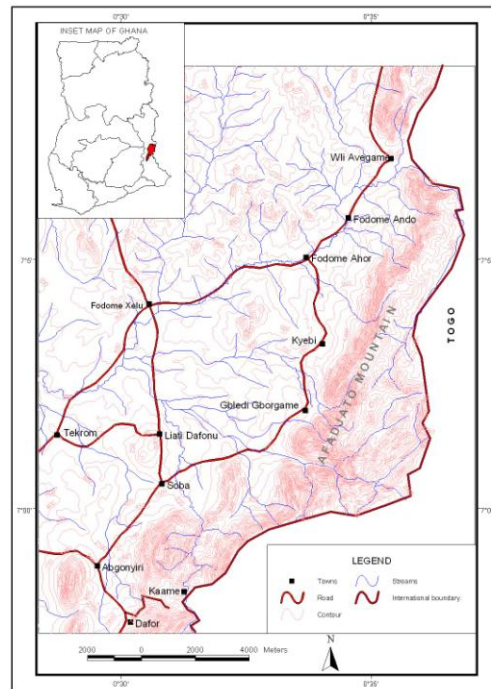 0°30'
0°35'
INSET MAP OF GHANA
Wli Avegame
Fodome Ando
7°5'
Fodome Ahor
7°5'
Fodome Xelu
TOGO
Kyebi
AFADJATO MOUNTAIN
Gbledi Gborgame
Tekrom
Liati Dafonu
Soba
7°00'
7°0'
Abgonyiri
Kaame
Dafor
LEGEND
Towns
Streams
Road
International boundary
Contour
2000 0 2000 4000 Meters
N
0°30'
0°35'